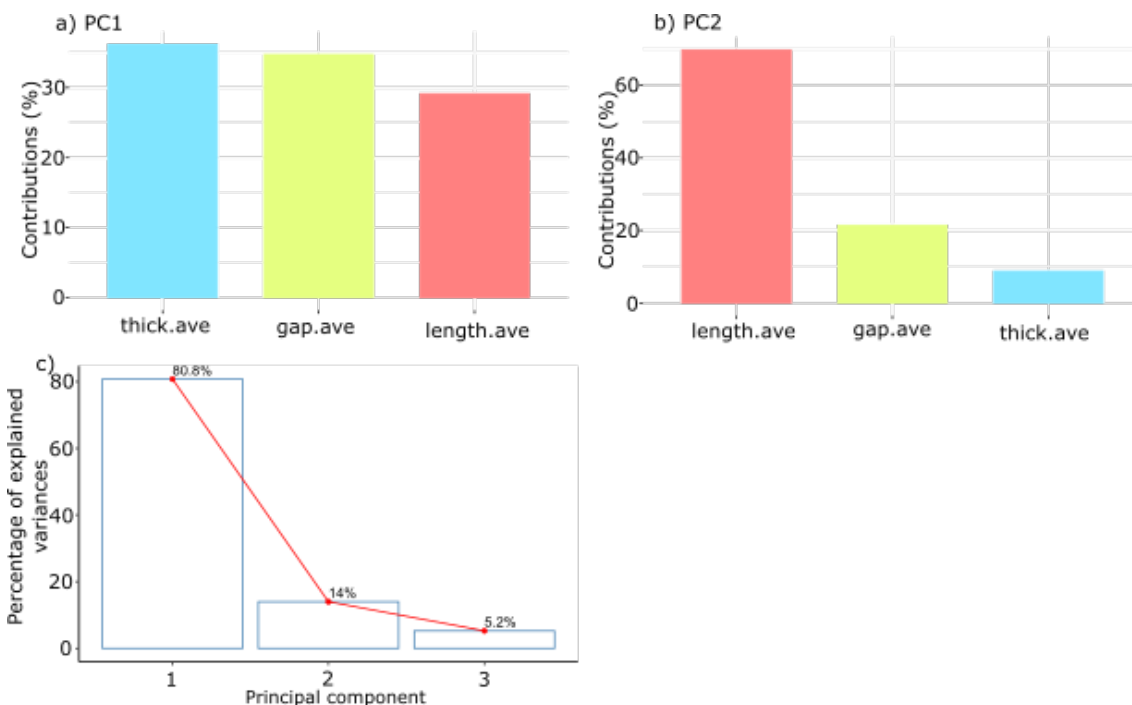 a) PC1
Contributions (%)
30
20
10
0
thick.ave
gap.ave
length.ave
b) PC2
Contributions (%)
60
40
20
0
length.ave
gap.ave
thick.ave
c)
Percentage of explained
variances
80
60
40
20
0
80.8%
14%
5.2%
1
2
3
Principal component